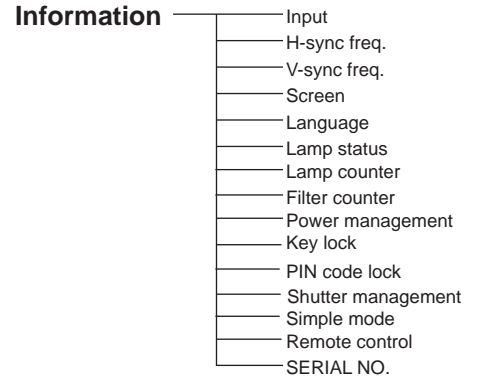 Information
Input
H-sync freq.
V-sync freq.
Screen
Language
Lamp status
Lamp counter
Filter counter
Power management
Key lock
PIN code lock
Shutter management
Simple mode
Remote control
SERIAL NO.